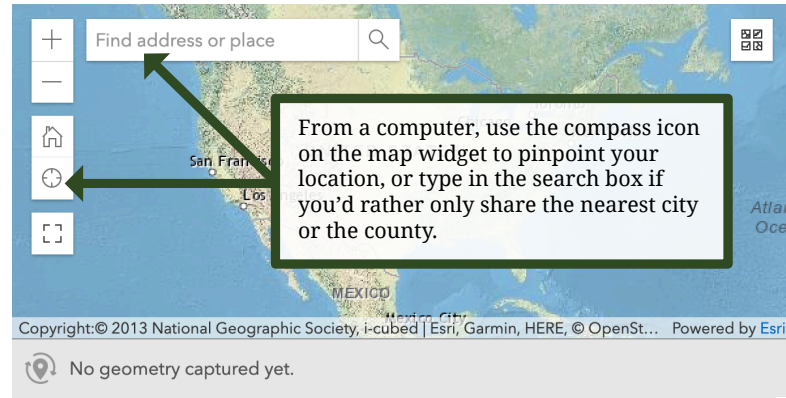 Find address or place
From a computer, use the compass icon
on the map widget to pinpoint your
location, or type in the search box if
you’d rather only share the nearest city
or the county.
San Francisco
Los Angeles
MEXICO
Mexico City
Copyright:© 2013 National Geographic Society, i-cubed | Esri, Garmin, HERE, © OpenSt… Powered by Esri
No geometry captured yet.